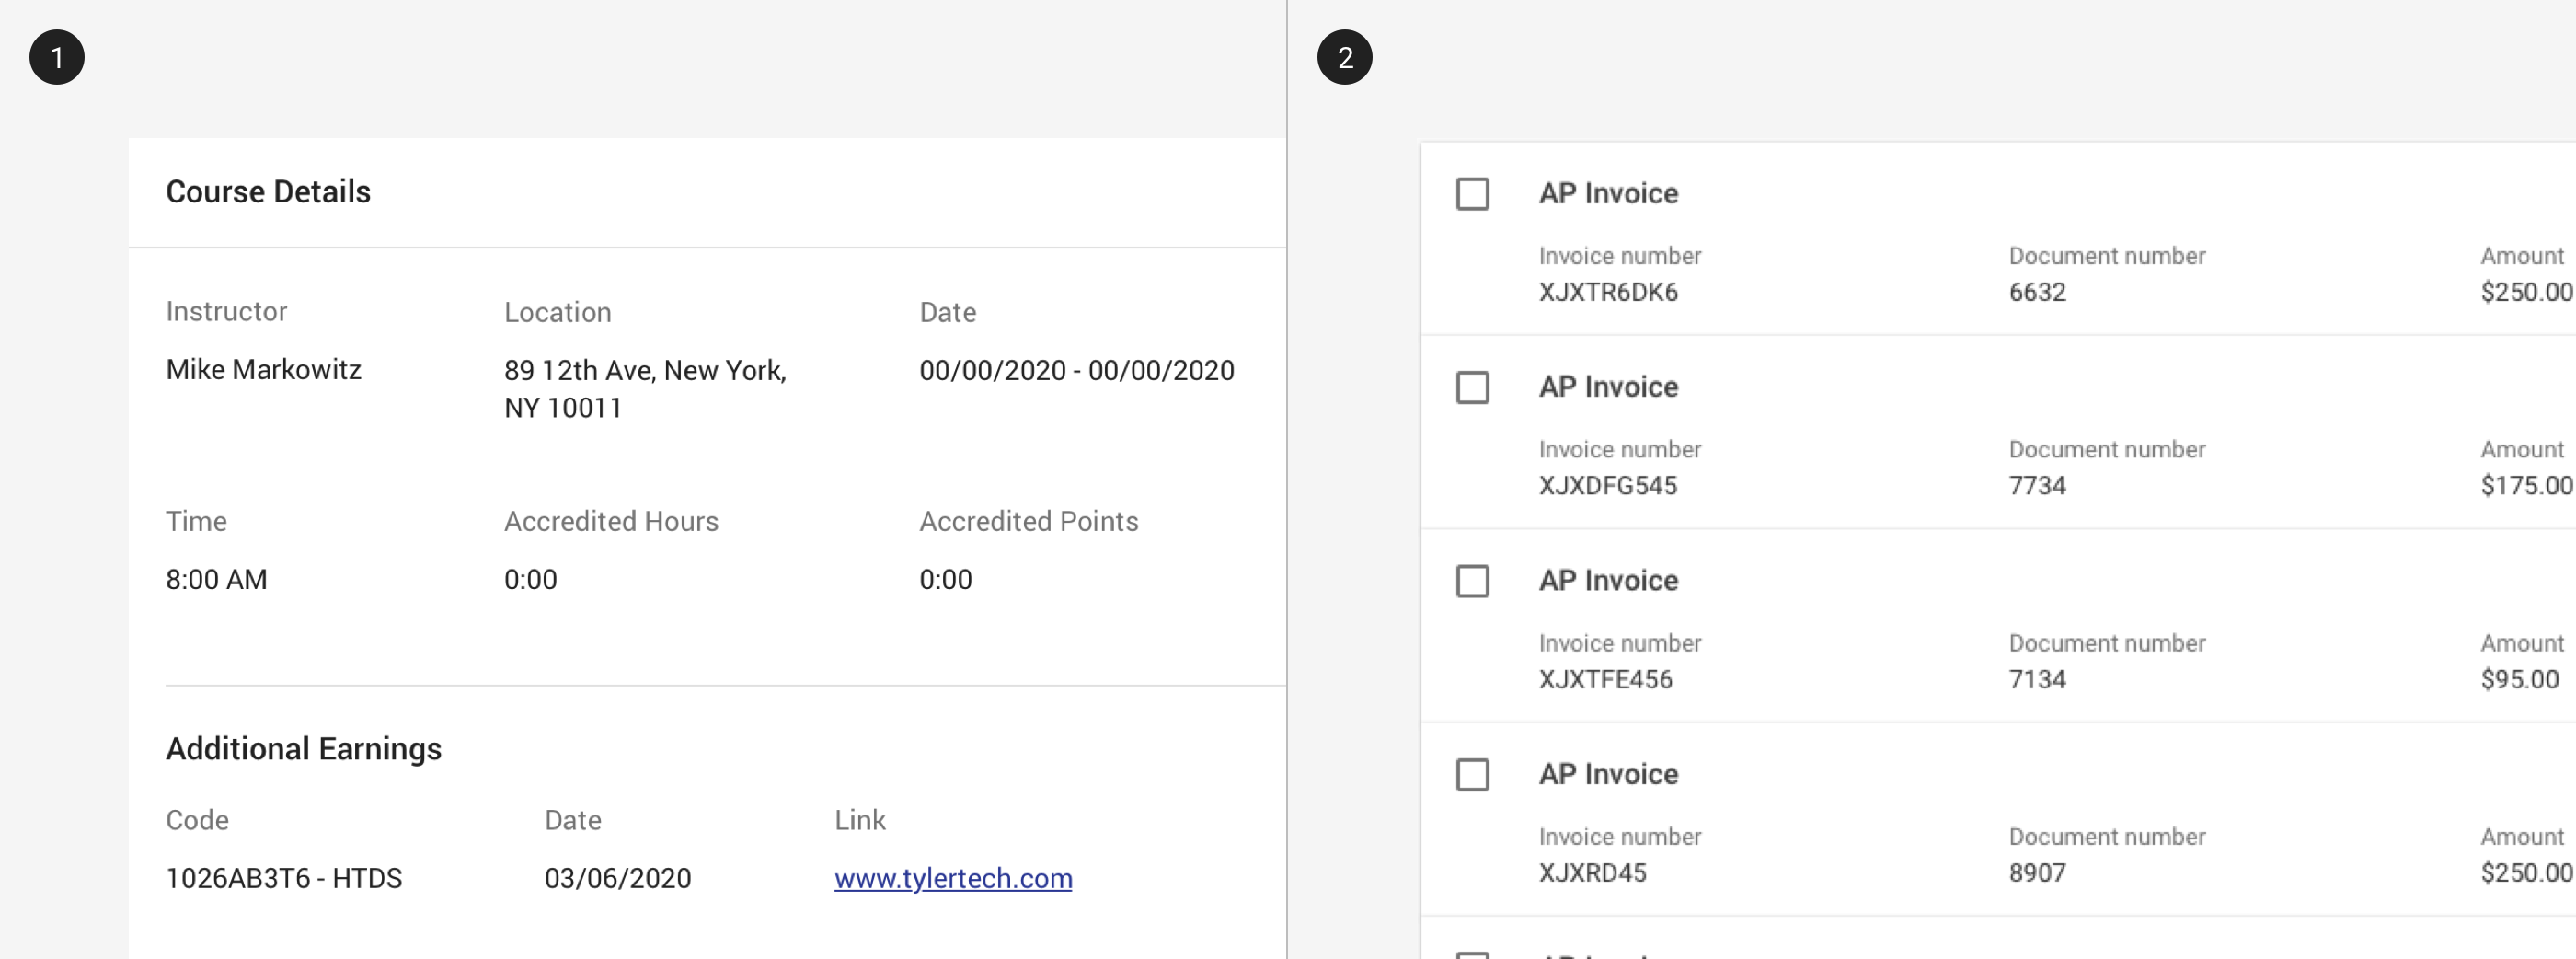 1
Course Details
Instructor
Location
Date
Mike Markowitz
89 12th Ave, New York,
NY 10011
00/00/2020 - 00/00/2020
Time
Accredited Hours
Accredited Points
8:00 AM
0:00
0:00
Additional Earnings
Code
Date
Link
1026AB3T6 - HTDS
03/06/2020
www.tylertech.com
2
AP Invoice
Invoice number
Document number
Amount
XJXTR6DK6
6632
$250.00
AP Invoice
Invoice number
Document number
Amount
XJXDFG545
7734
$175.00
AP Invoice
Invoice number
Document number
Amount
XJXTFE456
7134
$95.00
AP Invoice
Invoice number
Document number
Amount
XJXRD45
8907
$250.00